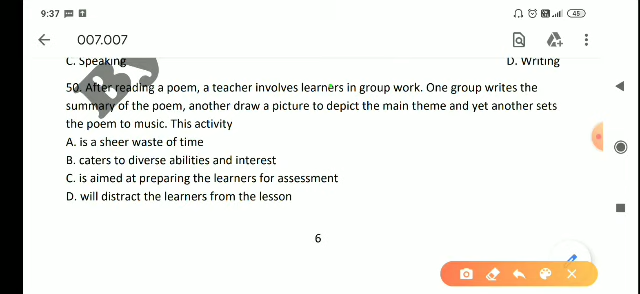 9:37
45
007.007
C. Speaking D. Writing
By
50. After reading a poem, a teacher involves learners in group work. One group writes the
summary of the poem, another draw a picture to depict the main theme and yet another sets
the poem to music. This activity
A. is a sheer waste of time
B. caters to diverse abilities and interest
C. is aimed at preparing the learners for assessment
D. will distract the learners from the lesson
6